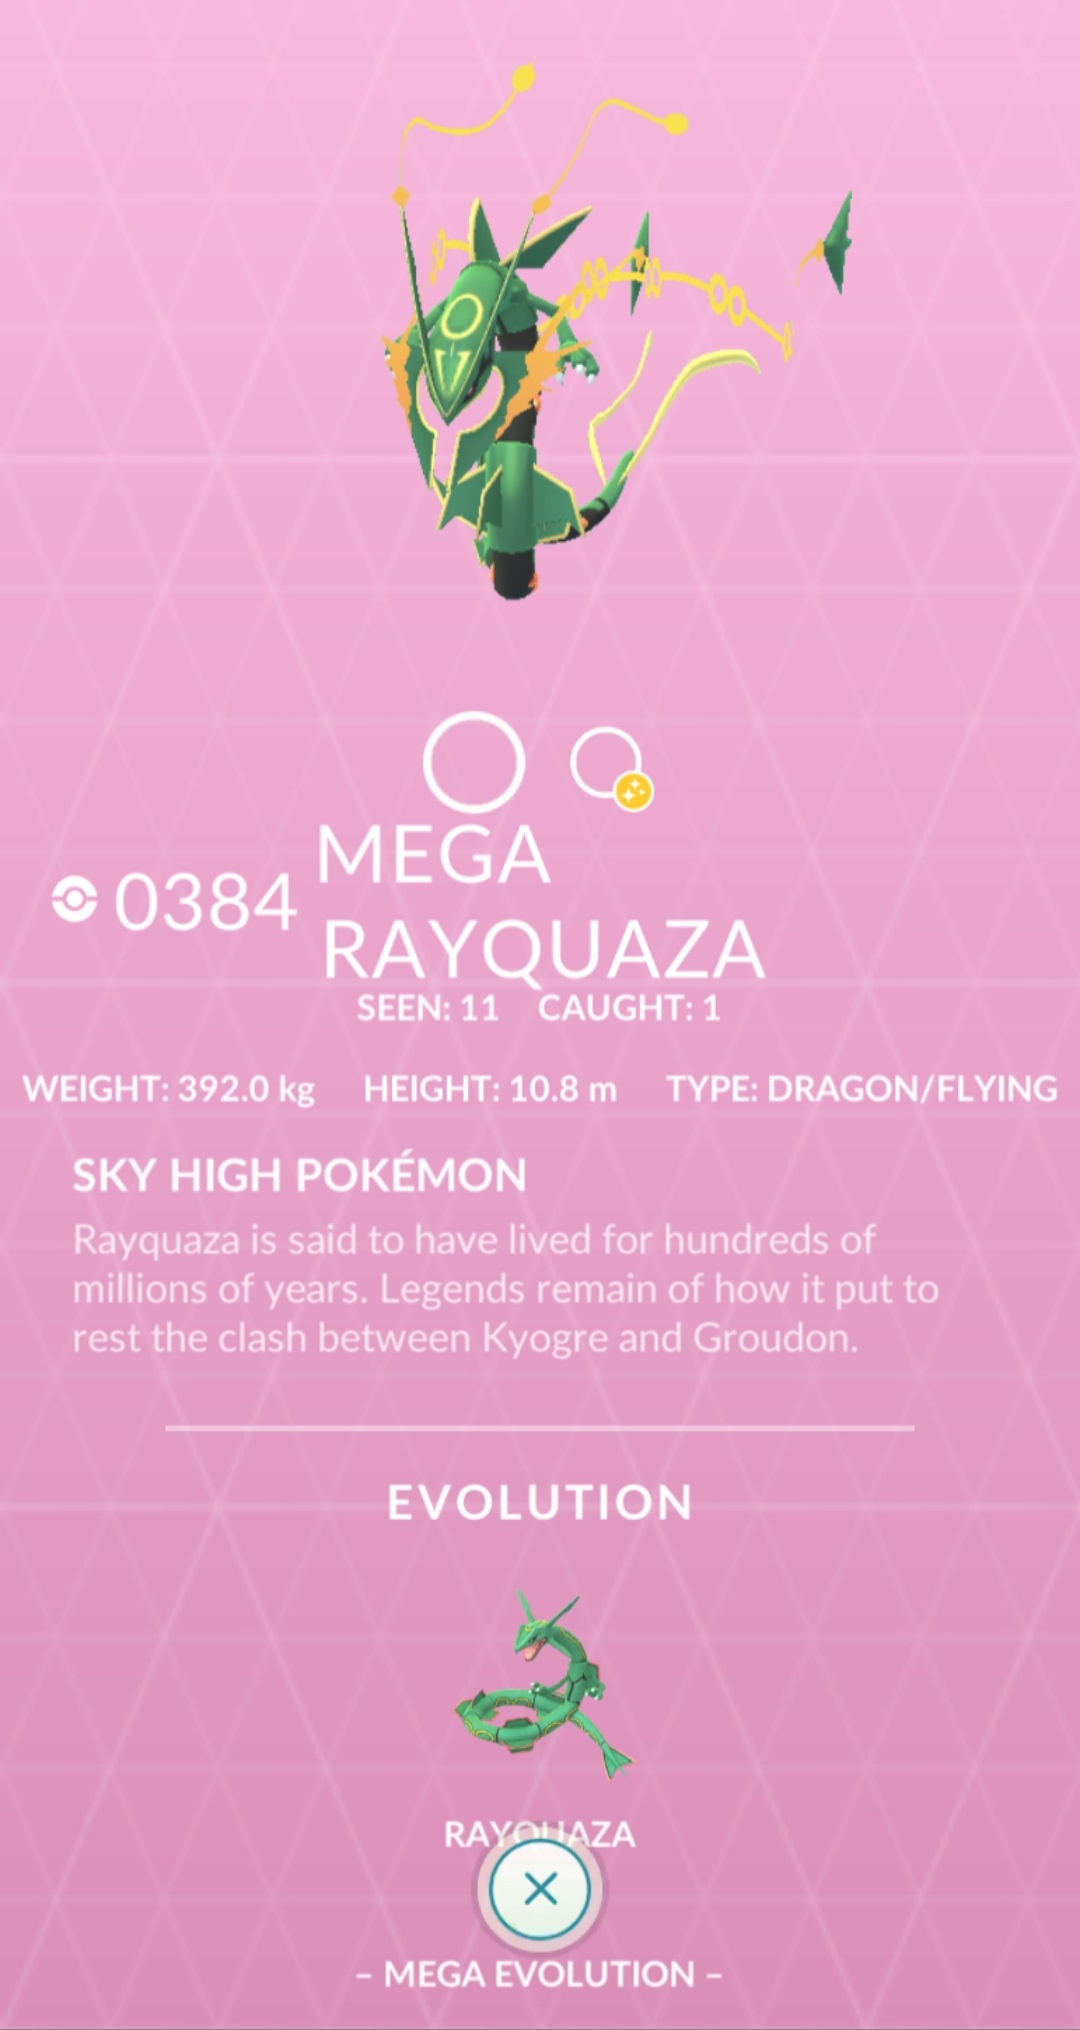 0384 MEGA
RAYQUAZA
SEEN: 11 CAUGHT: 1
WEIGHT: 392.0 kg HEIGHT: 10.8 m TYPE: DRAGON/FLYING
SKY HIGH POKÉMON
Rayquaza is said to have lived for hundreds of
millions of years. Legends remain of how it put to
rest the clash between Kyogre and Groudon.
EVOLUTION
RAYQUAZA
– MEGA EVOLUTION –